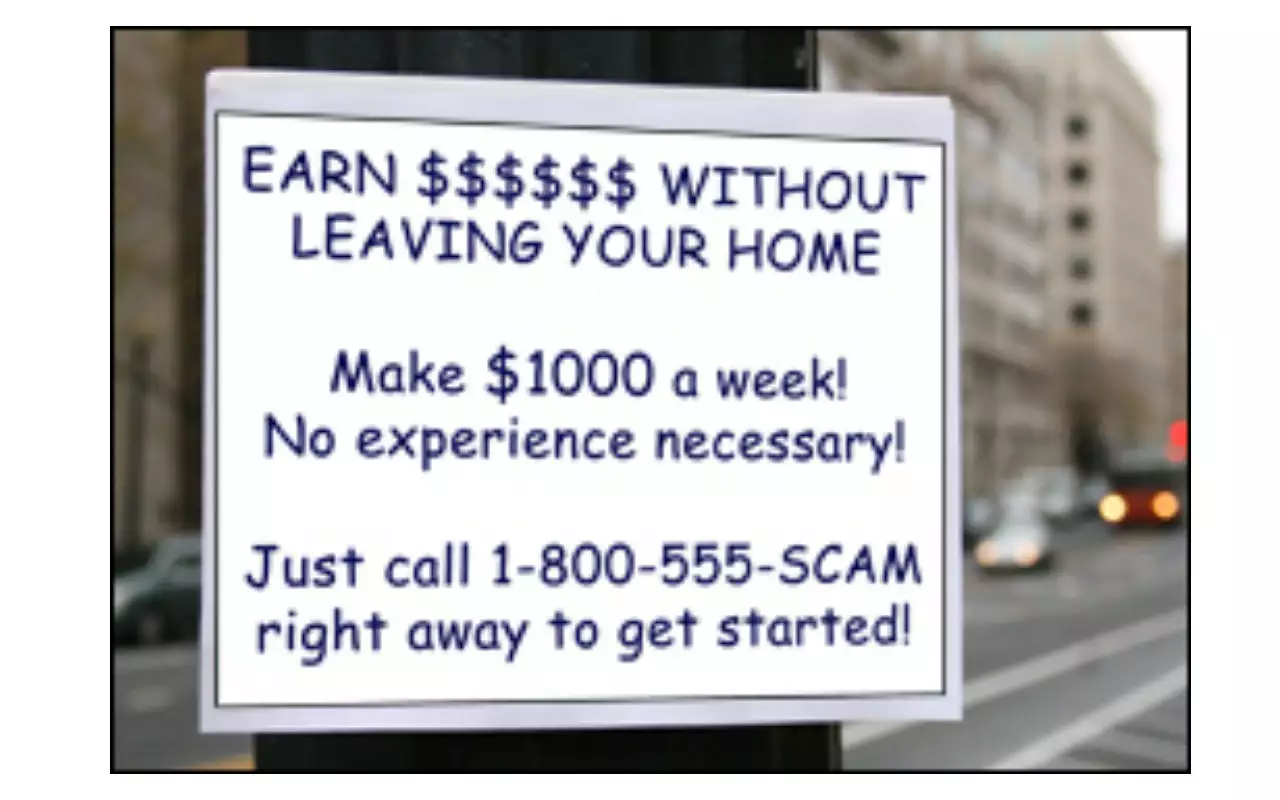 EARN $$$$$$ WITHOUT
LEAVING YOUR HOME
Make $1000 a week!
No experience necessary!
Just call 1-800-555-SCAM
right away to get started!